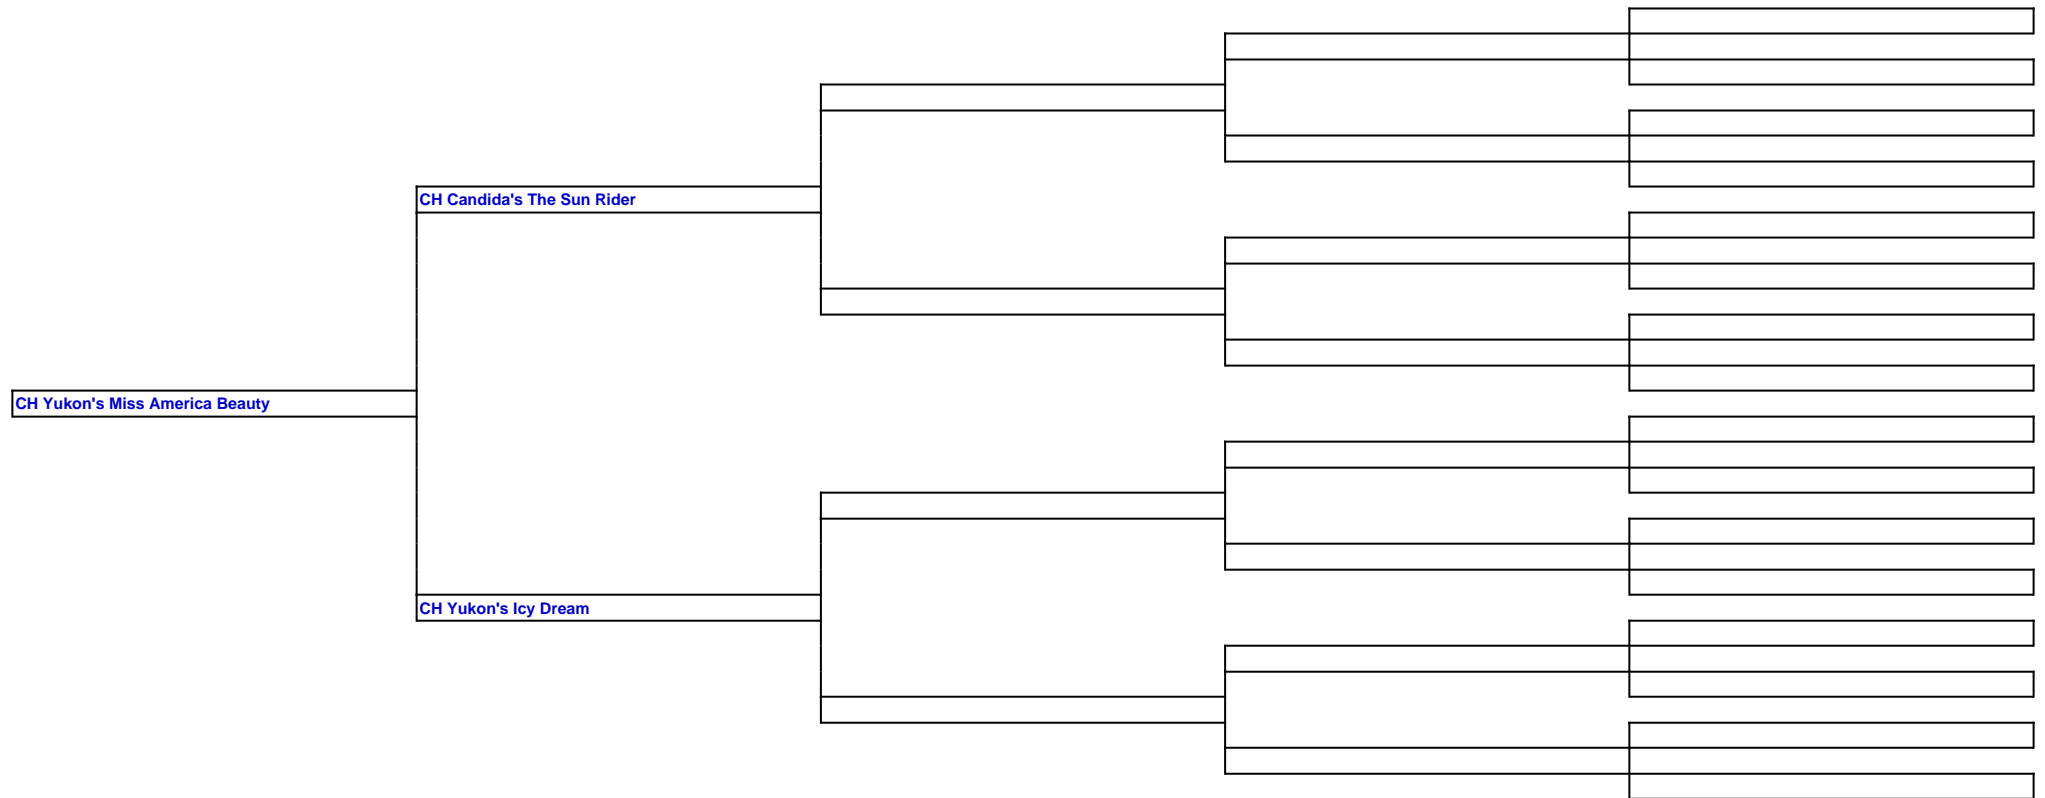 CH Candida's The Sun Rider
CH Yukon's Miss America Beauty
CH Yukon's Icy Dream